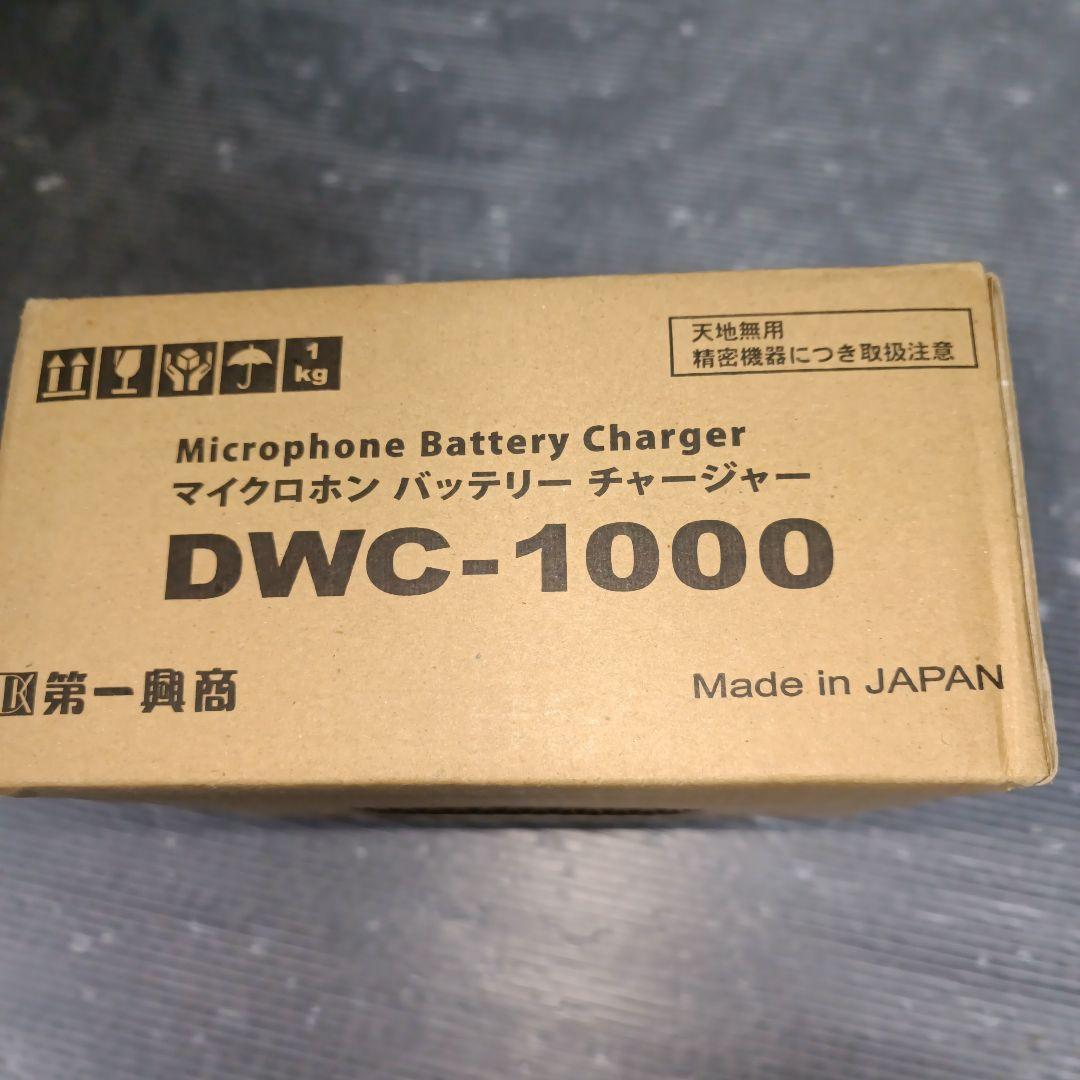 1
kg
天地無用
精密機器につき取扱注意
Microphone Battery Charger
マイクロホン バッテリー チャージャー
DWC-1000
DK 第一興商
Made in JAPAN